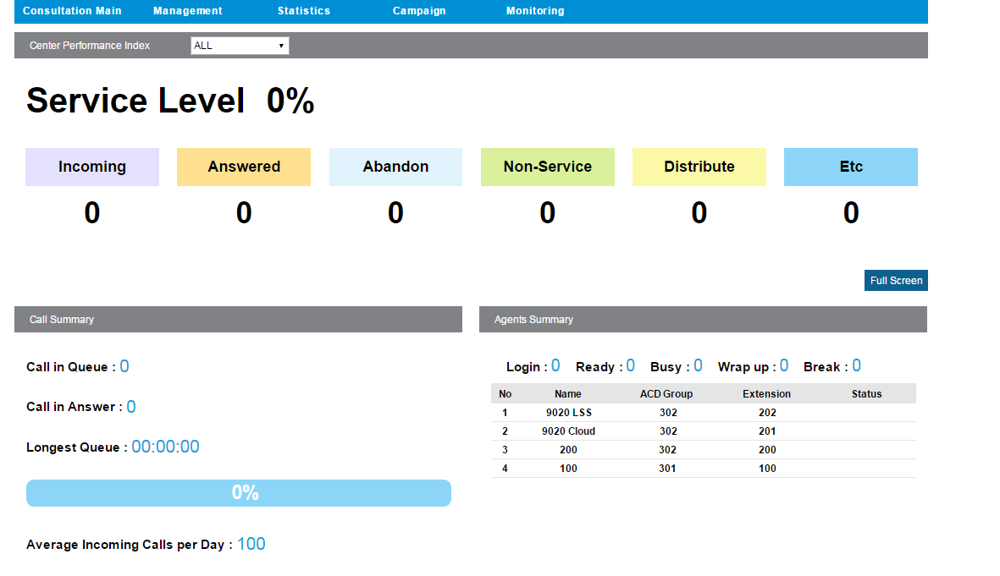 Consultation Main Management Statistics Campaign Monitoring
Center Performance Index ALL
Service Level 0%
Incoming Answered Abandon Non-Service Distribute Etc
0 0 0 0 0 0
Full Screen
Call Summary
Call in Queue : 0
Call in Answer : 0
Longest Queue : 00:00:00
0%
Average Incoming Calls per Day : 100
Agents Summary
Login : 0 Ready : 0 Busy : 0 Wrap up : 0 Break : 0
No Name ACD Group Extension Status
1 9020 LSS 302 202
2 9020 Cloud 302 201
3 200 302 200
4 100 301 100